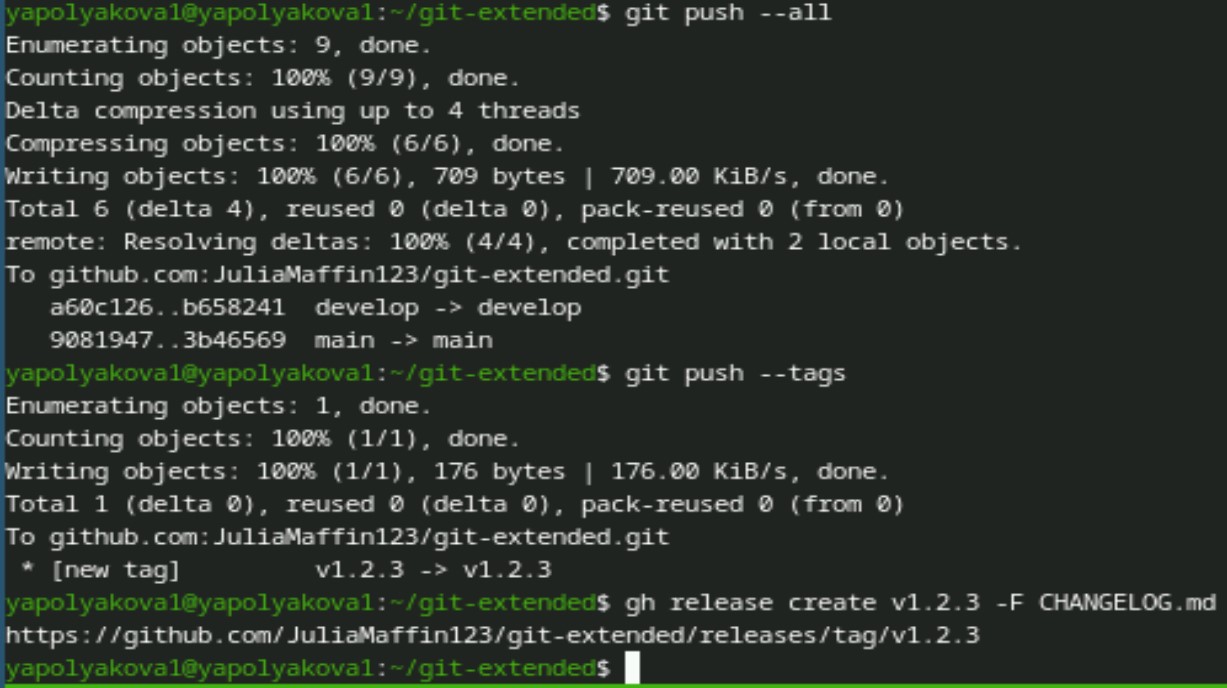 yapolyakova1@yapolyakova1:~/git-extended$ git push --all
Enumerating objects: 9, done.
Counting objects: 100% (9/9), done.
Delta compression using up to 4 threads
Compressing objects: 100% (6/6), done.
Writing objects: 100% (6/6), 709 bytes | 709.00 KiB/s, done.
Total 6 (delta 4), reused 0 (delta 0), pack-reused 0 (from 0)
remote: Resolving deltas: 100% (4/4), completed with 2 local objects.
To github.com:JuliaMaffin123/git-extended.git
   a60c126..b658241  develop -> develop
   9081947..3b46569  main -> main
yapolyakova1@yapolyakova1:~/git-extended$ git push --tags
Enumerating objects: 1, done.
Counting objects: 100% (1/1), done.
Writing objects: 100% (1/1), 176 bytes | 176.00 KiB/s, done.
Total 1 (delta 0), reused 0 (delta 0), pack-reused 0 (from 0)
To github.com:JuliaMaffin123/git-extended.git
 * [new tag]         v1.2.3 -> v1.2.3
yapolyakova1@yapolyakova1:~/git-extended$ gh release create v1.2.3 -F CHANGELOG.md
https://github.com/JuliaMaffin123/git-extended/releases/tag/v1.2.3
yapolyakova1@yapolyakova1:~/git-extended$